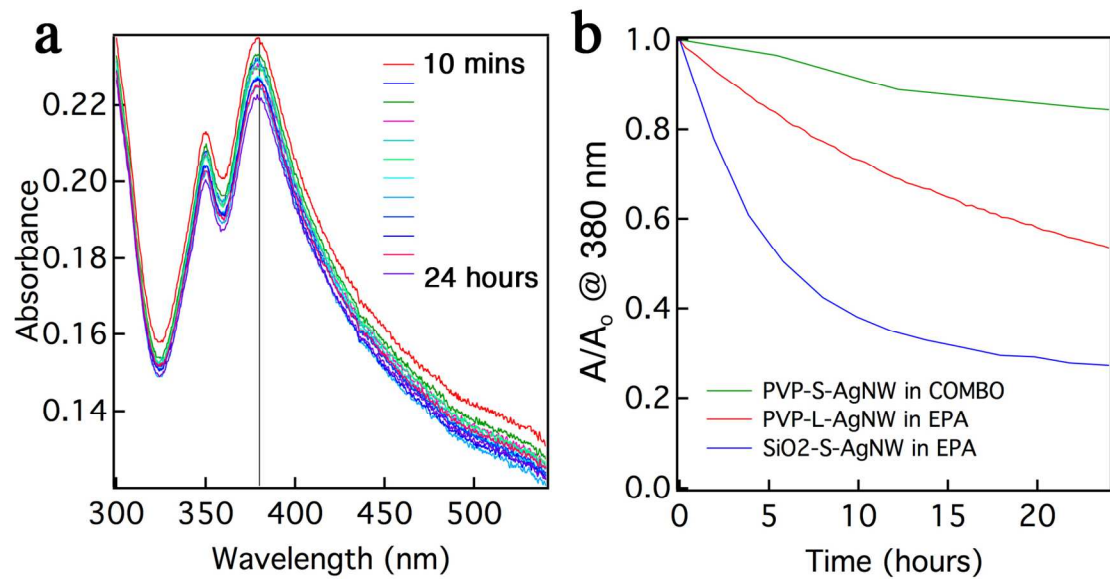 a
10 mins
24 hours
Absorbance
0.22
0.20
0.18
0.16
0.14
300
350
400
450
500
Wavelength (nm)
b
A/Ao @ 380 nm
1.0
0.8
0.6
0.4
0.2
0.0
PVP-S-AgNW in COMBO
PVP-L-AgNW in EPA
SiO2-S-AgNW in EPA
0
5
10
15
20
Time (hours)